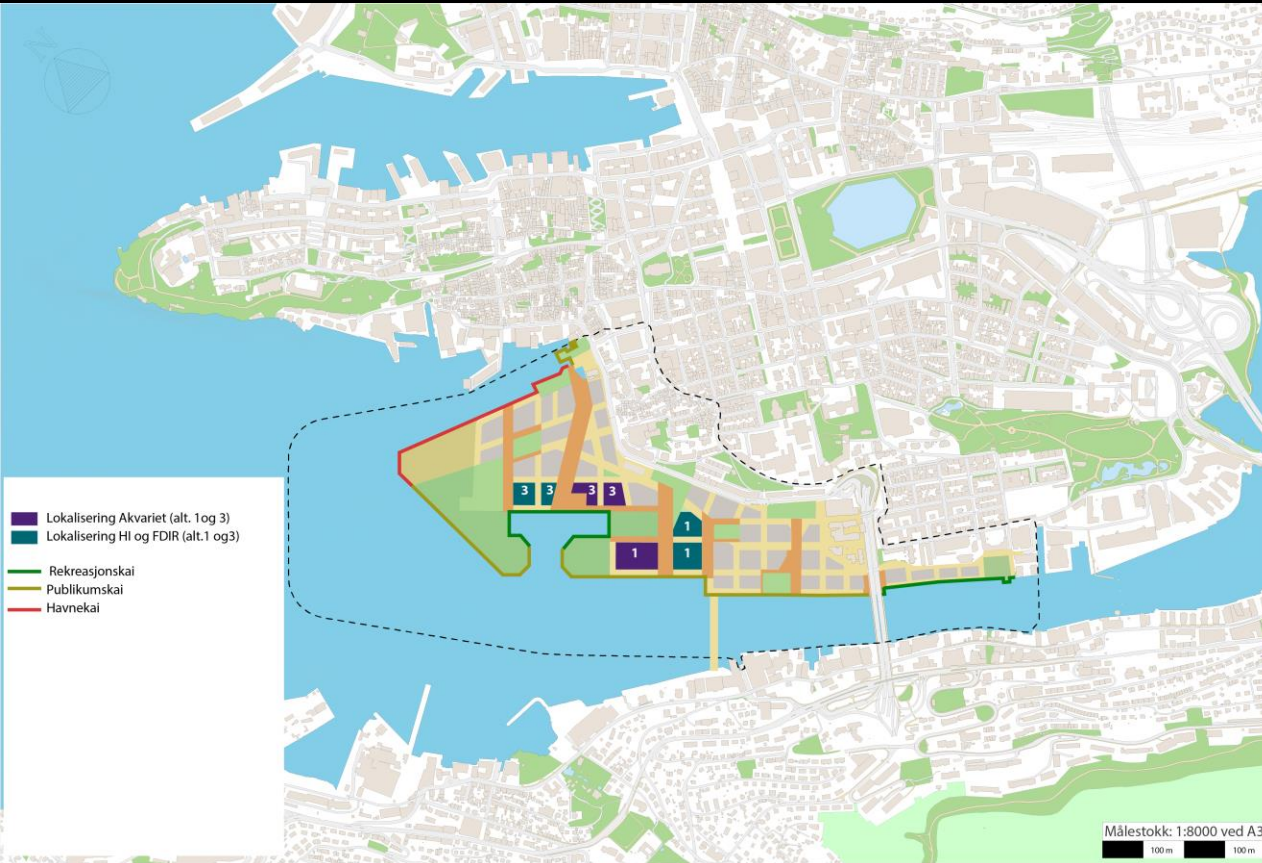 3
3
3
3
1
1
1
Lokalisering Akvariet (alt. 1og 3)
Lokalisering HI og FDIR (alt.1 og3)
Rekreasjonskai
Publikumskai
Havnekai
Målestokk: 1:8000 ved A3
100 m 100 m